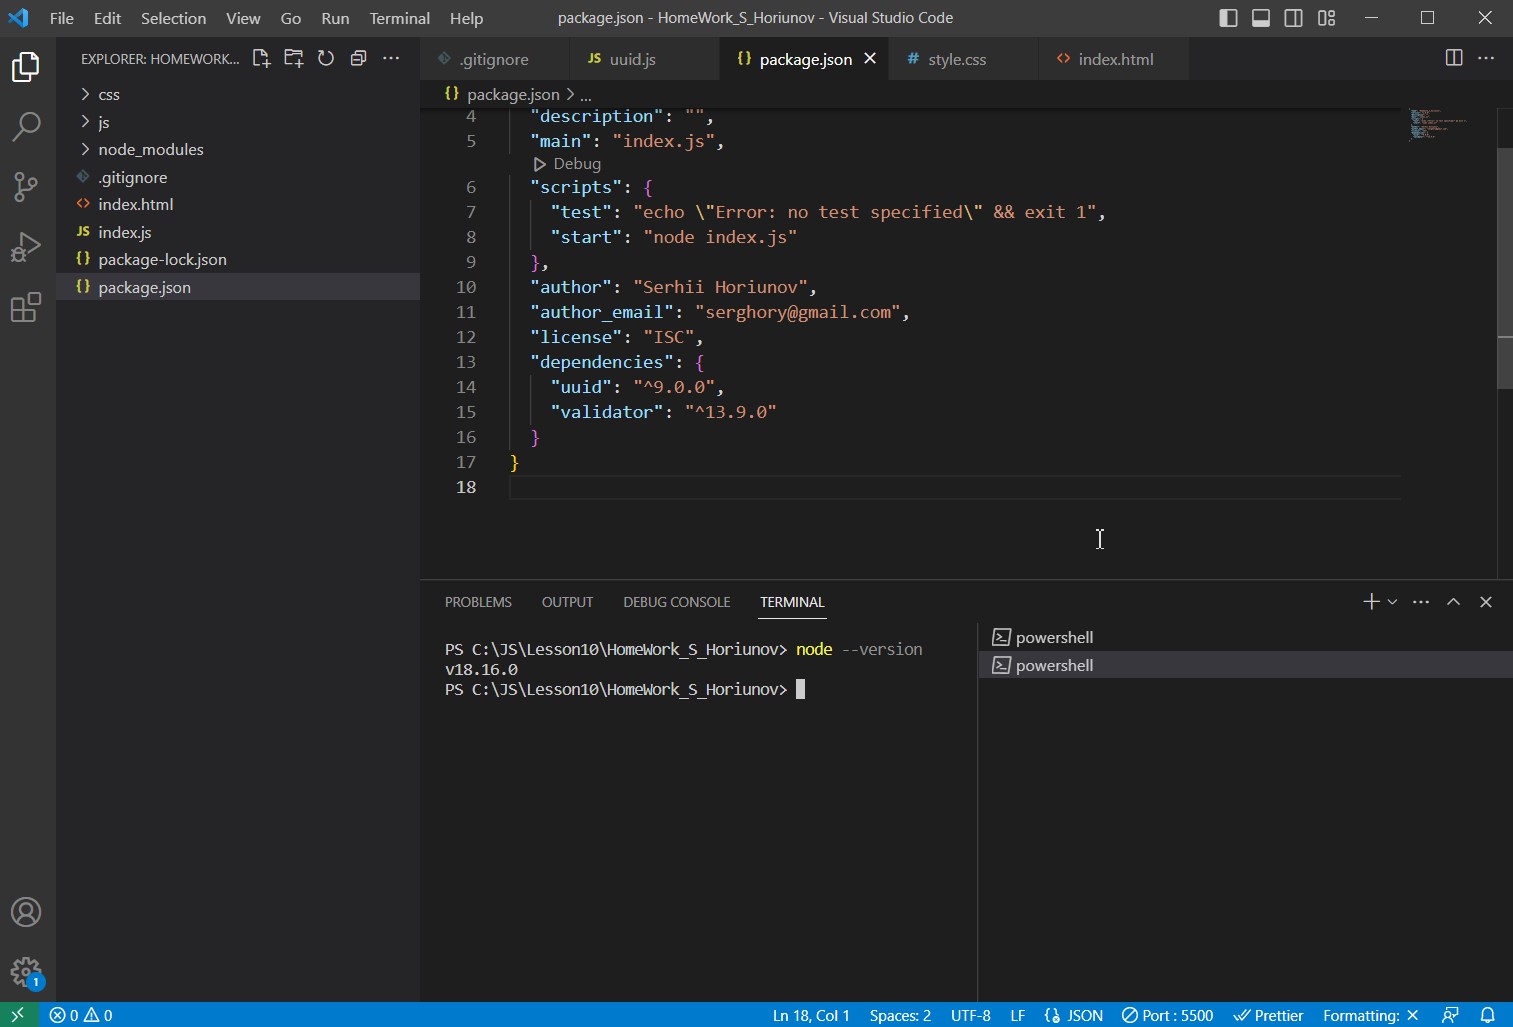 File Edit Selection View Go Run Terminal Help
package.json - HomeWork_S_Horiunov - Visual Studio Code
EXPLORER: HOMEWORK...
css
js
node_modules
.gitignore
index.html
JS index.js
{} package-lock.json
{} package.json
.gitignore
JS uuid.js
{} package.json
# style.css
<> index.html
{} package.json > ...
4 "description": "",
5 "main": "index.js",
Debug
6 "scripts": {
7 "test": "echo \"Error: no test specified\" && exit 1",
8 "start": "node index.js"
9 },
10 "author": "Serhii Horiunov",
11 "author_email": "serghory@gmail.com",
12 "license": "ISC",
13 "dependencies": {
14 "uuid": "^9.0.0",
15 "validator": "^13.9.0"
16 }
17 }
18
PROBLEMS OUTPUT DEBUG CONSOLE TERMINAL
PS C:\JS\Lesson10\HomeWork_S_Horiunov> node --version
v18.16.0
PS C:\JS\Lesson10\HomeWork_S_Horiunov>
powershell
powershell
1
0 0
Ln 18, Col 1 Spaces: 2 UTF-8 LF {} JSON Port : 5500 Prettier Formatting: ×